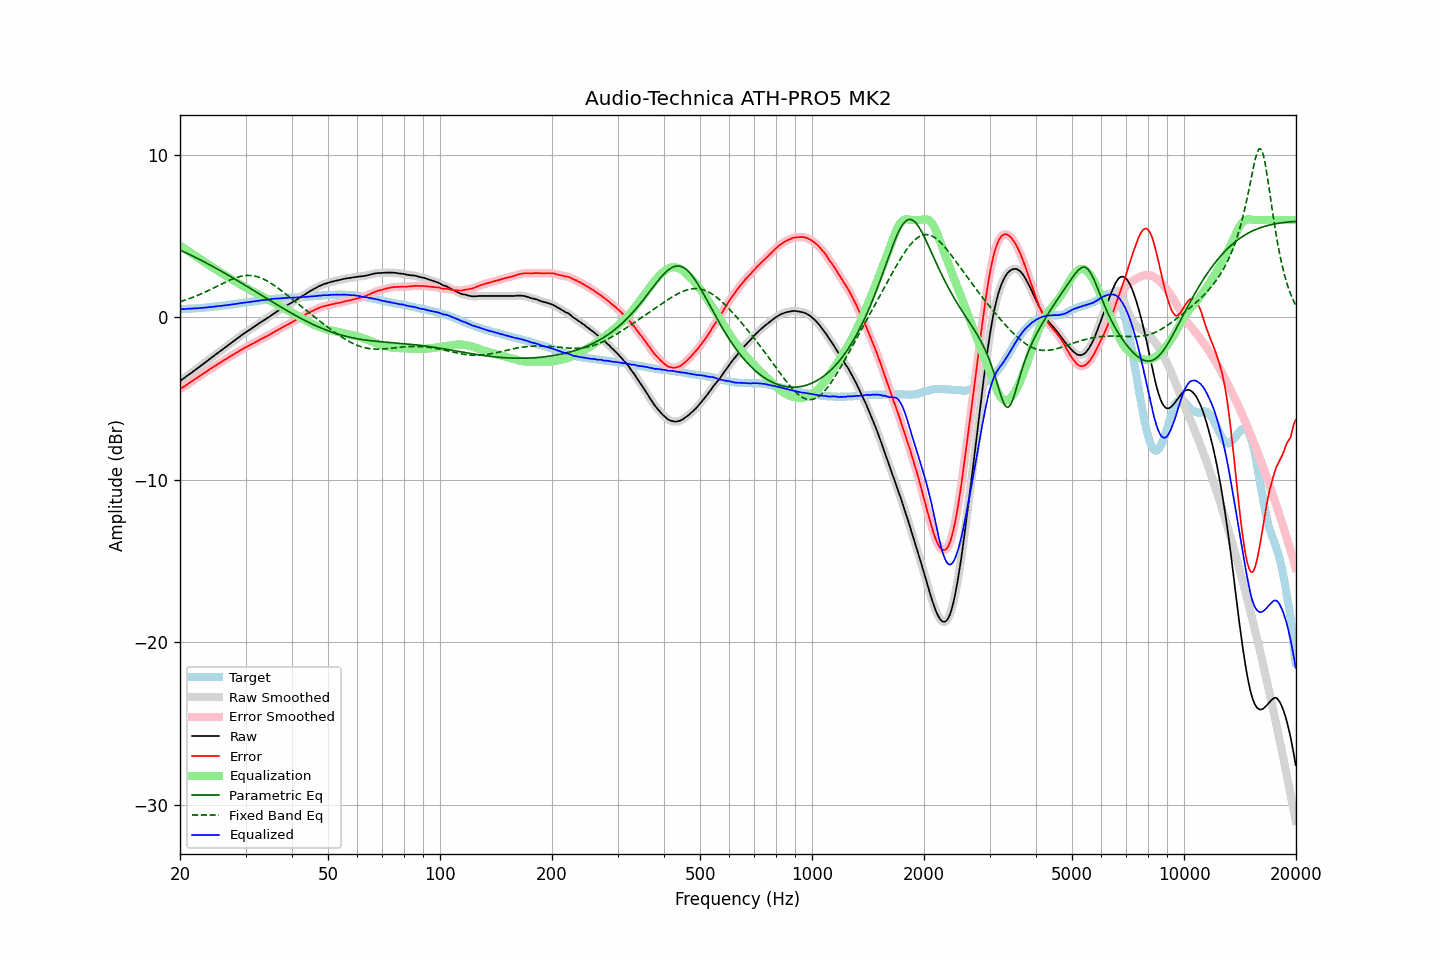 Audio-Technica ATH-PRO5 MK2
Amplitude (dBr)
10
0
−10
−20
−30
Target
Raw Smoothed
Error Smoothed
Raw
Error
Equalization
Parametric Eq
Fixed Band Eq
Equalized
20 50 100 200 500 1000 2000 5000 10000 20000
Frequency (Hz)